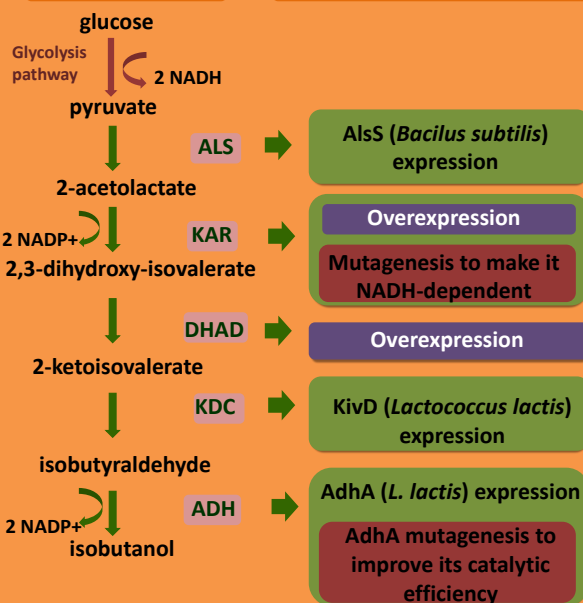 glucose
Glycolysis
pathway
2 NADH
pyruvate
ALS
AlsS (Bacilus subtilis)
expression
2-acetolactate
2 NADP+
KAR
Overexpression
2,3-dihydroxy-isovalerate
Mutagenesis to make it
NADH-dependent
DHAD
Overexpression
2-ketoisovalerate
KDC
KivD (Lactococcus lactis)
expression
isobutyraldehyde
2 NADP+
ADH
AdhA (L. lactis) expression
isobutanol
AdhA mutagenesis to
improve its catalytic
efficiency